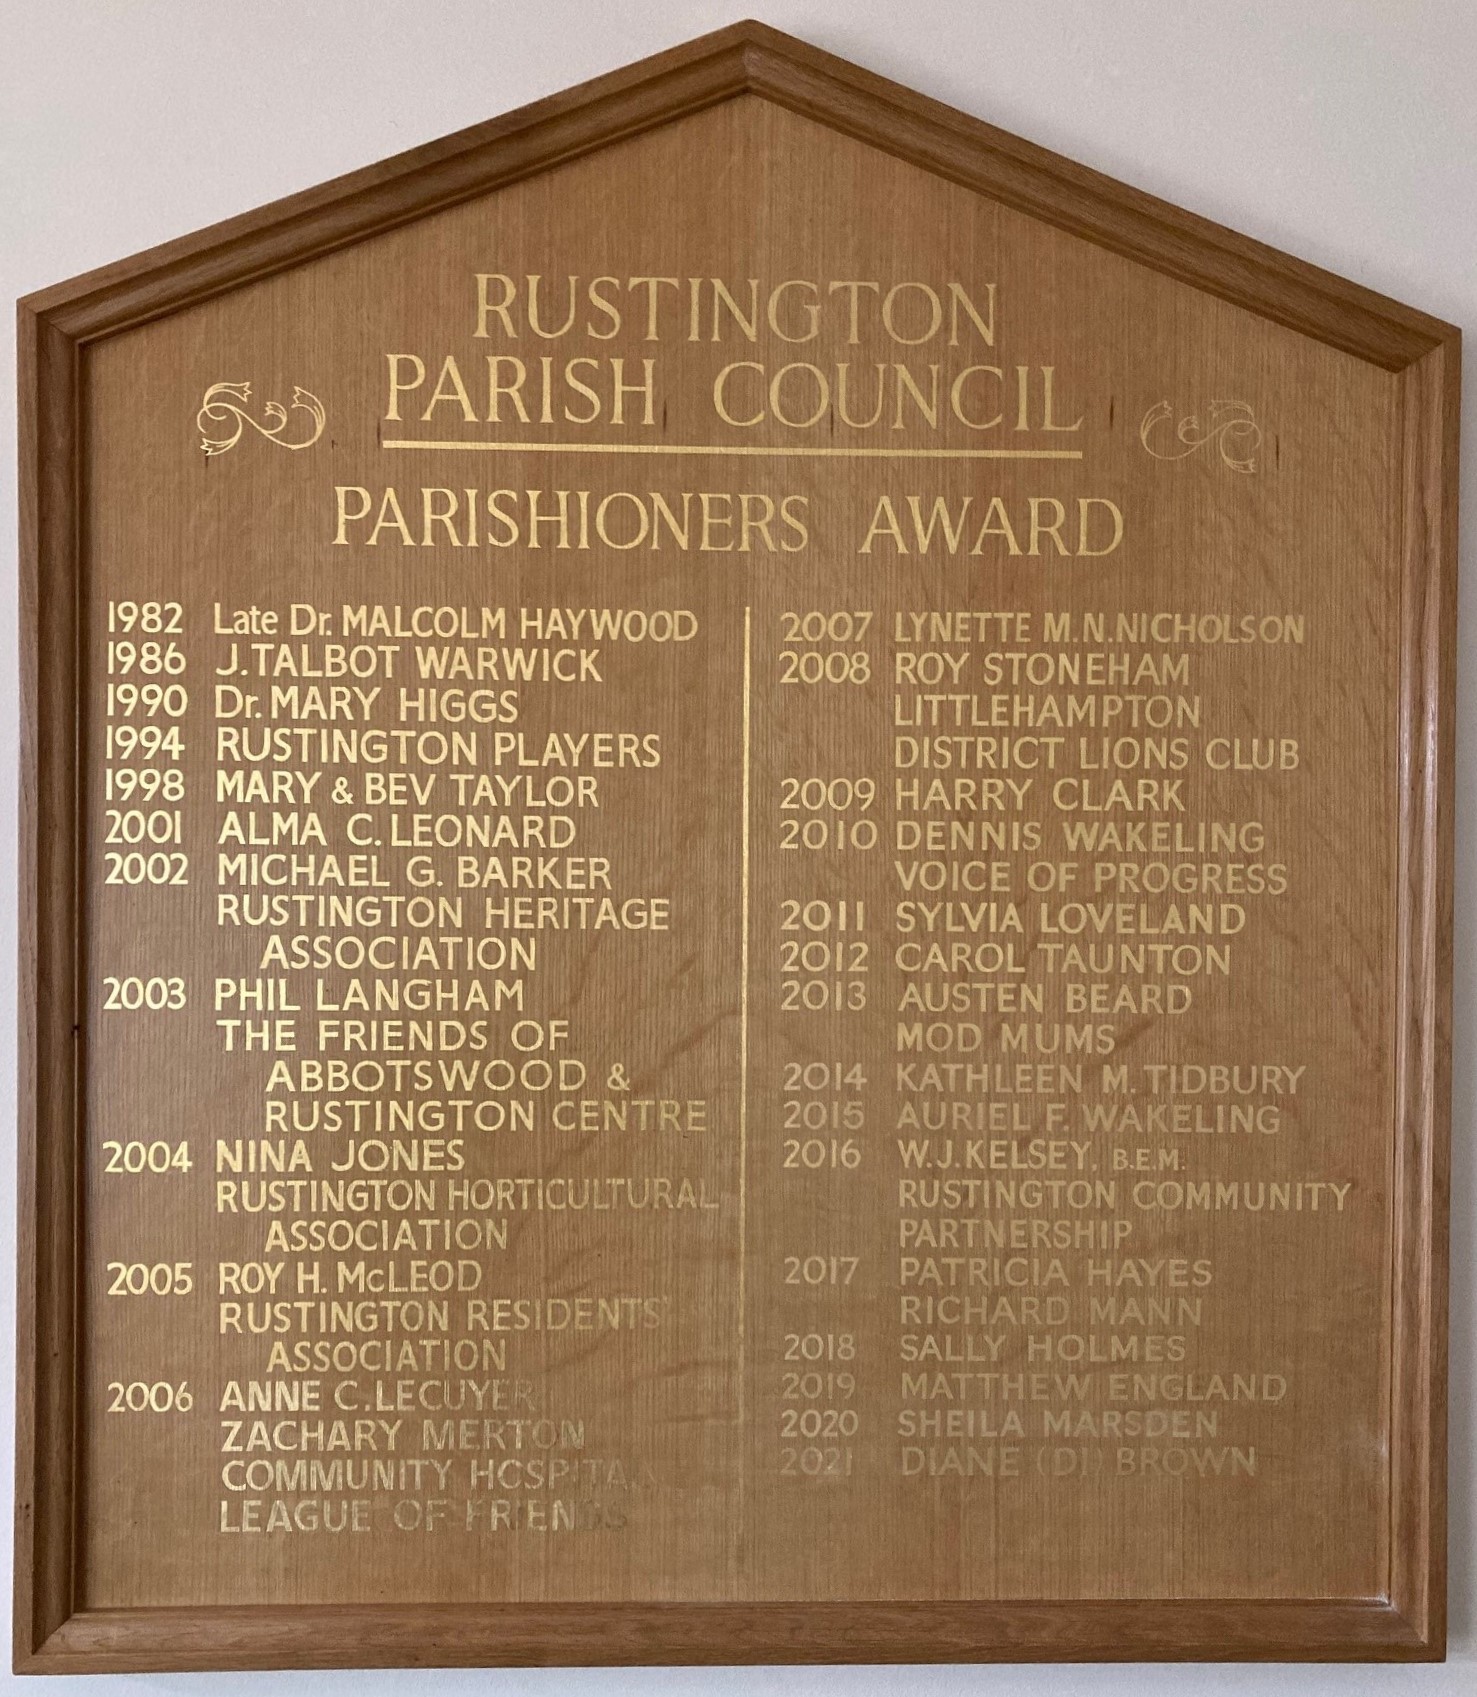 RUSTINGTON
PARISH COUNCIL
PARISHIONERS AWARD
1982 Late Dr. MALCOLM HAYWOOD
1986 J. TALBOT WARWICK
1990 Dr. MARY HIGGS
1994 RUSTINGTON PLAYERS
1998 MARY & BEV TAYLOR
2001 ALMA C. LEONARD
2002 MICHAEL G. BARKER
RUSTINGTON HERITAGE
ASSOCIATION
2003 PHIL LANGHAM
THE FRIENDS OF
ABBOTSWOOD &
RUSTINGTON CENTRE
2004 NINA JONES
RUSTINGTON HORTICULTURAL
ASSOCIATION
2005 ROY H. McLEOD
RUSTINGTON RESIDENTS'
ASSOCIATION
2006 ANNE C. LECUYER
ZACHARY MERTON
COMMUNITY HOSPITAL
LEAGUE OF FRIENDS
2007 LYNETTE M.N. NICHOLSON
2008 ROY STONEHAM
LITTLEHAMPTON
DISTRICT LIONS CLUB
2009 HARRY CLARK
2010 DENNIS WAKELING
VOICE OF PROGRESS
2011 SYLVIA LOVELAND
2012 CAROL TAUNTON
2013 AUSTEN BEARD
MOD MUMS
2014 KATHLEEN M. TIDBURY
2015 AURIEL F. WAKELING
2016 W.J. KELSEY, B.E.M.
RUSTINGTON COMMUNITY
PARTNERSHIP
2017 PATRICIA HAYES
RICHARD MANN
2018 SALLY HOLMES
2019 MATTHEW ENGLAND
2020 SHEILA MARSDEN
2021 DIANE (DI) BROWN